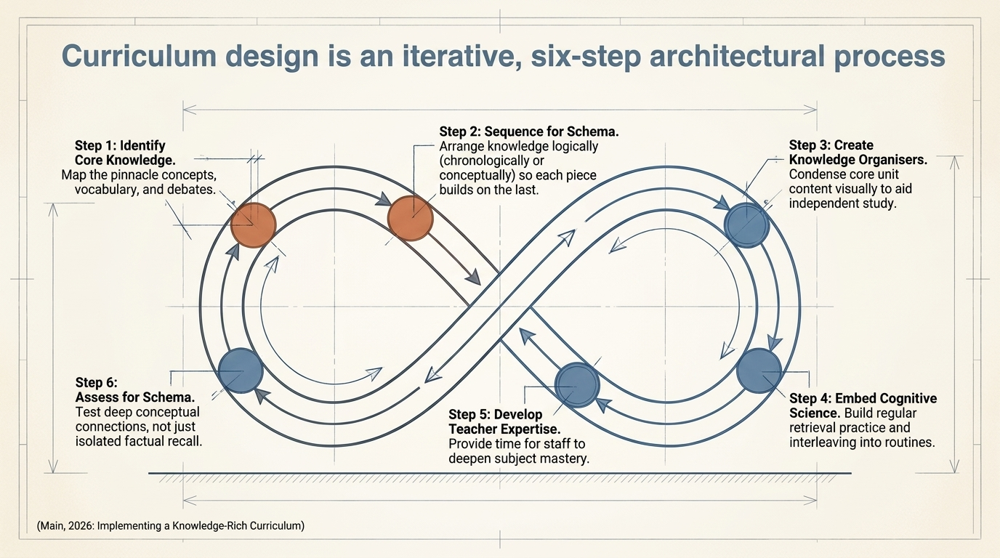 Curriculum design is an iterative, six-step architectural process
Step 1: Identify
Core Knowledge.
Map the pinnacle concepts,
vocabulary, and debates.
Step 2: Sequence for Schema.
Arrange knowledge logically
(chronologically or
conceptually) so each piece
builds on the last.
Step 3: Create
Knowledge Organisers.
Condense core unit
content visually to aid
independent study.
Step 4: Embed Cognitive
Science. Build regular
retrieval practice and
interleaving into routines.
Step 5: Develop
Teacher Expertise.
Provide time for staff to
deepen subject mastery.
Step 6:
Assess for Schema.
Test deep conceptual
connections, not just
isolated factual recall.
(Main, 2026: Implementing a Knowledge-Rich Curriculum)